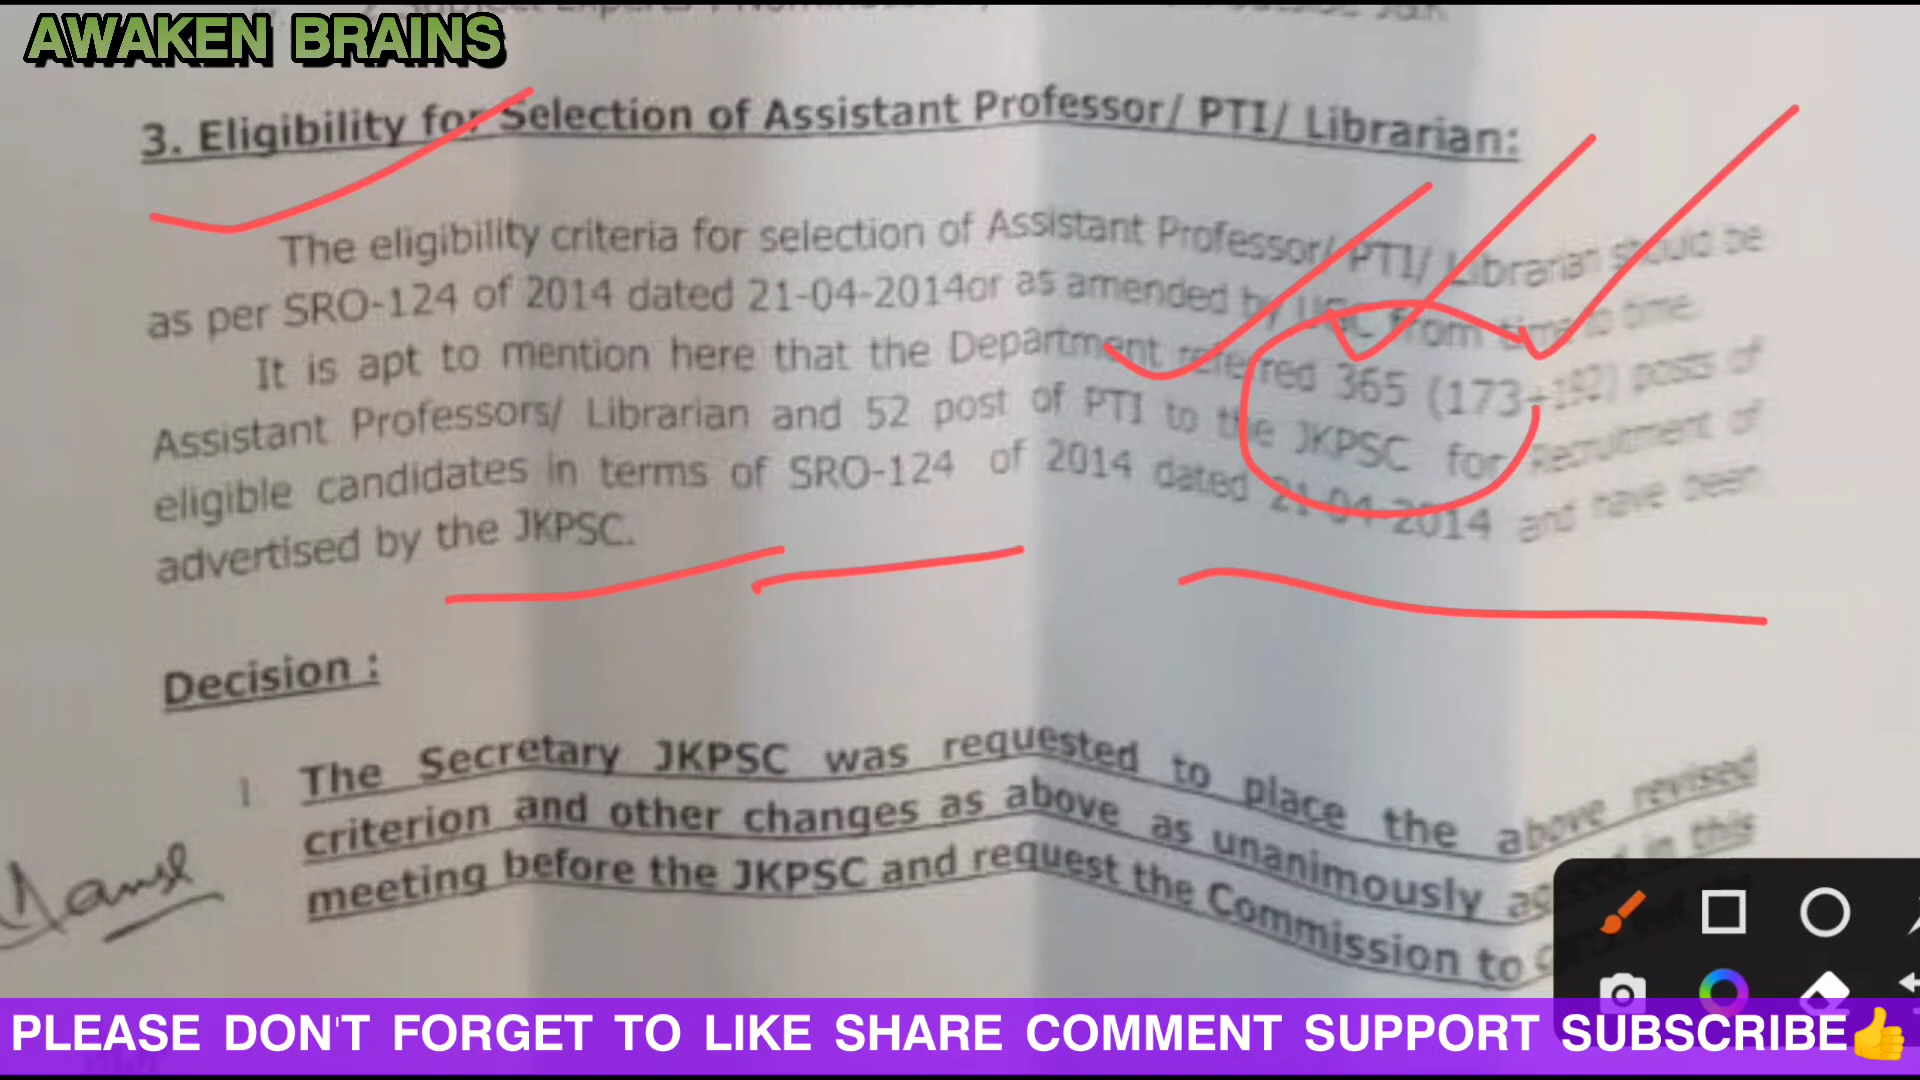 AWAKEN BRAINS
3. Eligibility for Selection of Assistant Professor/ PTI/ Librarian:
The eligibility criteria for selection of Assistant Professor/ PTI/ Librarian should be
as per SRO-124 of 2014 dated 21-04-2014or as amended by UGC from time to time.
It is apt to mention here that the Department referred 365 (173+192) posts of
Assistant Professors/ Librarian and 52 post of PTI to the JKPSC for Recruitment of
eligible candidates in terms of SRO-124 of 2014 dated 21-04-2014 and have been
advertised by the JKPSC.
Decision :
The Secretary JKPSC was requested to place the above revised
criterion and other changes as above as unanimously agreed in this
meeting before the JKPSC and request the Commission to
PLEASE DON'T FORGET TO LIKE SHARE COMMENT SUPPORT SUBSCRIBE👍